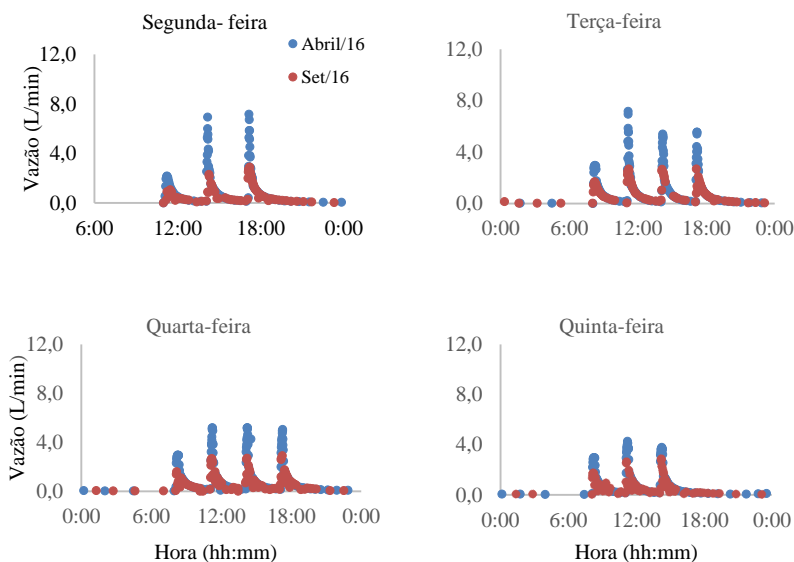 Segunda- feira
Abril/16
Set/16
Vazão (L/min)
12,0
8,0
4,0
0,0
6:00 12:00 18:00 0:00
Terça-feira
12,0
8,0
4,0
0,0
0:00 6:00 12:00 18:00 0:00
Quarta-feira
Vazão (L/min)
12,0
8,0
4,0
0,0
0:00 6:00 12:00 18:00 0:00
Hora (hh:mm)
Quinta-feira
12,0
8,0
4,0
0,0
0:00 6:00 12:00 18:00 0:00
Hora (hh:mm)